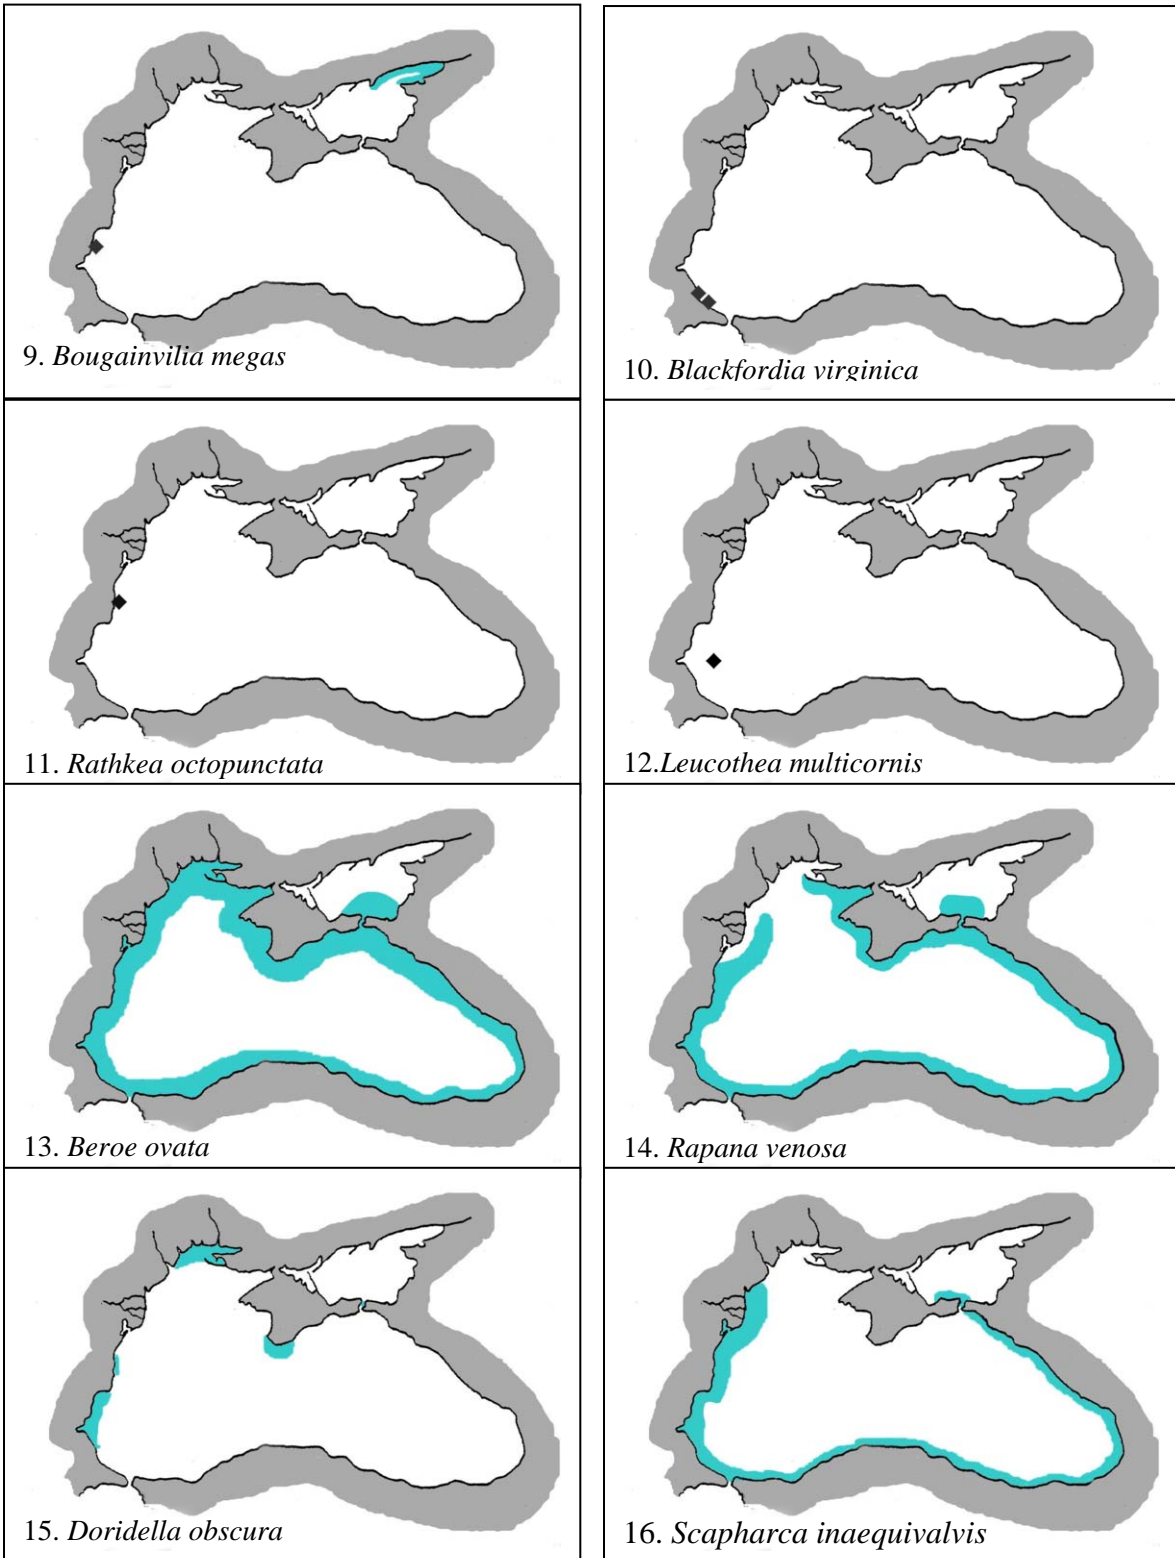 9. Bougainvilia megas
10. Blackfordia virginica
11. Rathkea octopunctata
12.Leucothea multicornis
13. Beroe ovata
14. Rapana venosa
15. Doridella obscura
16. Scapharca inaequivalvis